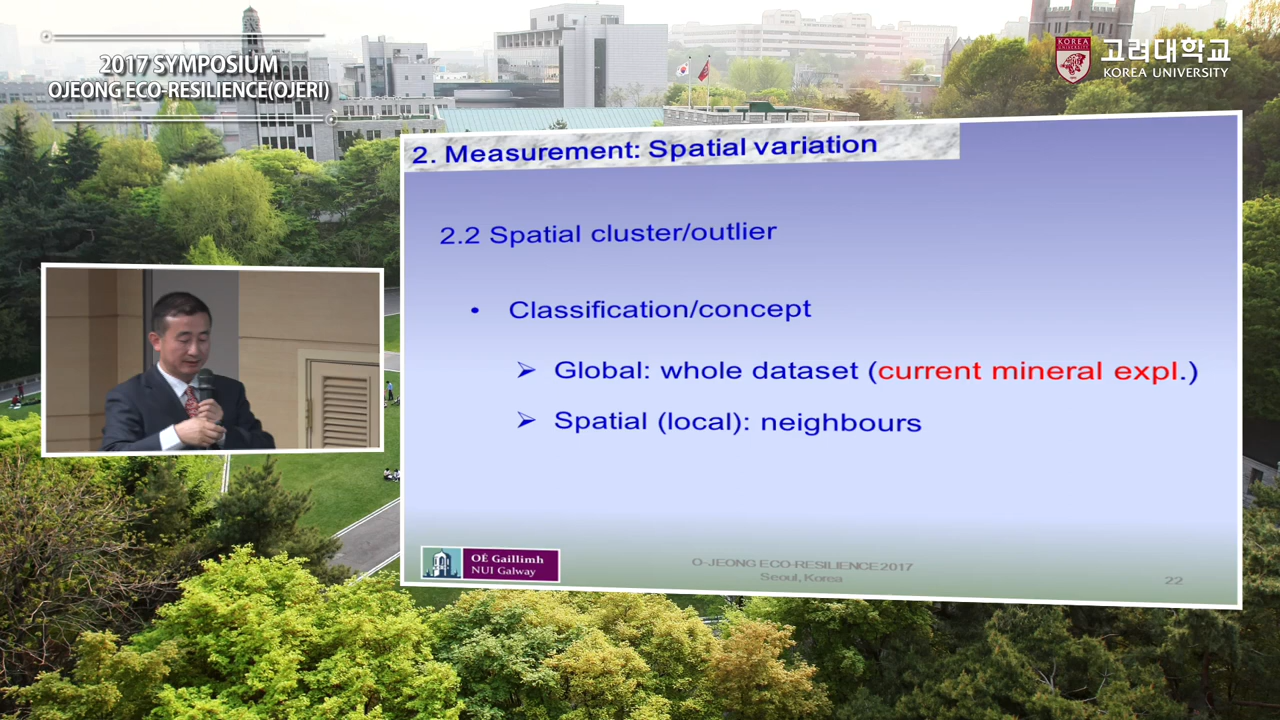 2017 SYMPOSIUM
OJEONG ECO-RESILIENCE(OJERI)
KOREA
UNIVERSITY
고려대학교
KOREA UNIVERSITY
2. Measurement: Spatial variation
2.2 Spatial cluster/outlier
• Classification/concept
➢ Global: whole dataset (current mineral expl.)
➢ Spatial (local): neighbours
OÉ Gaillimh
NUI Galway
O-JEONG ECO-RESILIENCE 2017
Seoul, Korea
22